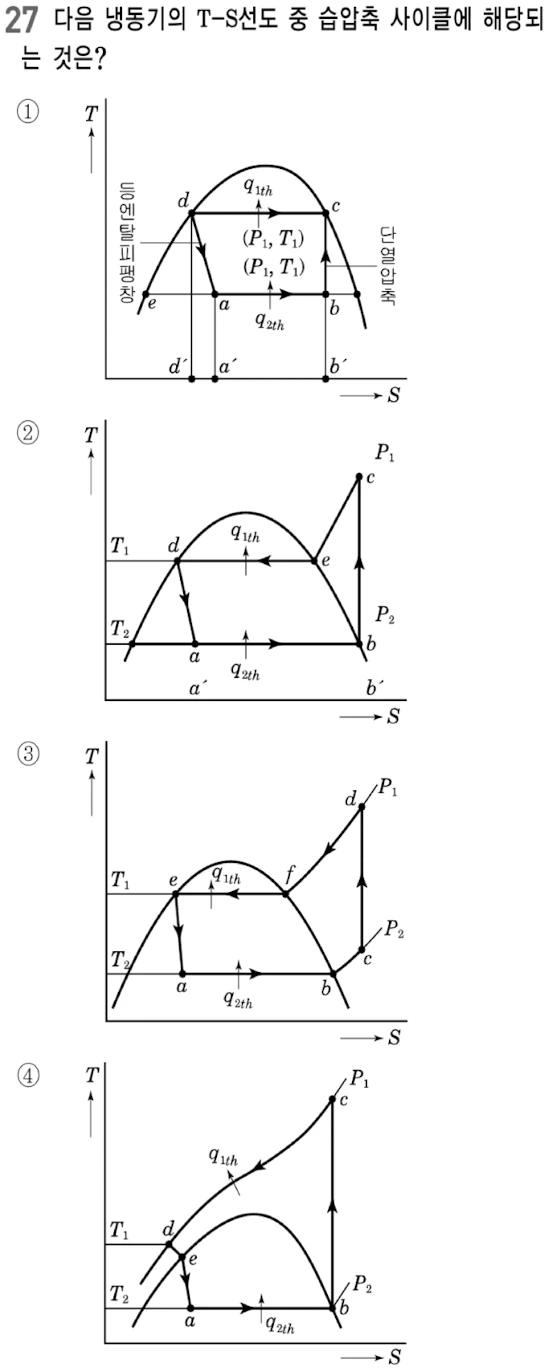 27 다음 냉동기의 T-S선도 중 습압축 사이클에 해당되
는 것은?
①
T
등엔탈피팽창
d
q1th
c
(P₁, T₁)
(P₁, T₁)
단열압축
e
a
b
q2th
d´
a´
b´
S
②
T
P₁
c
q1th
T₁
d
e
P₂
T₂
a
b
q2th
a´
b´
S
③
T
d
P₁
q1th
T₁
e
f
P₂
c
T₂
a
b
q2th
S
④
T
P₁
c
q1th
T₁
d
e
P₂
T₂
a
b
q2th
S